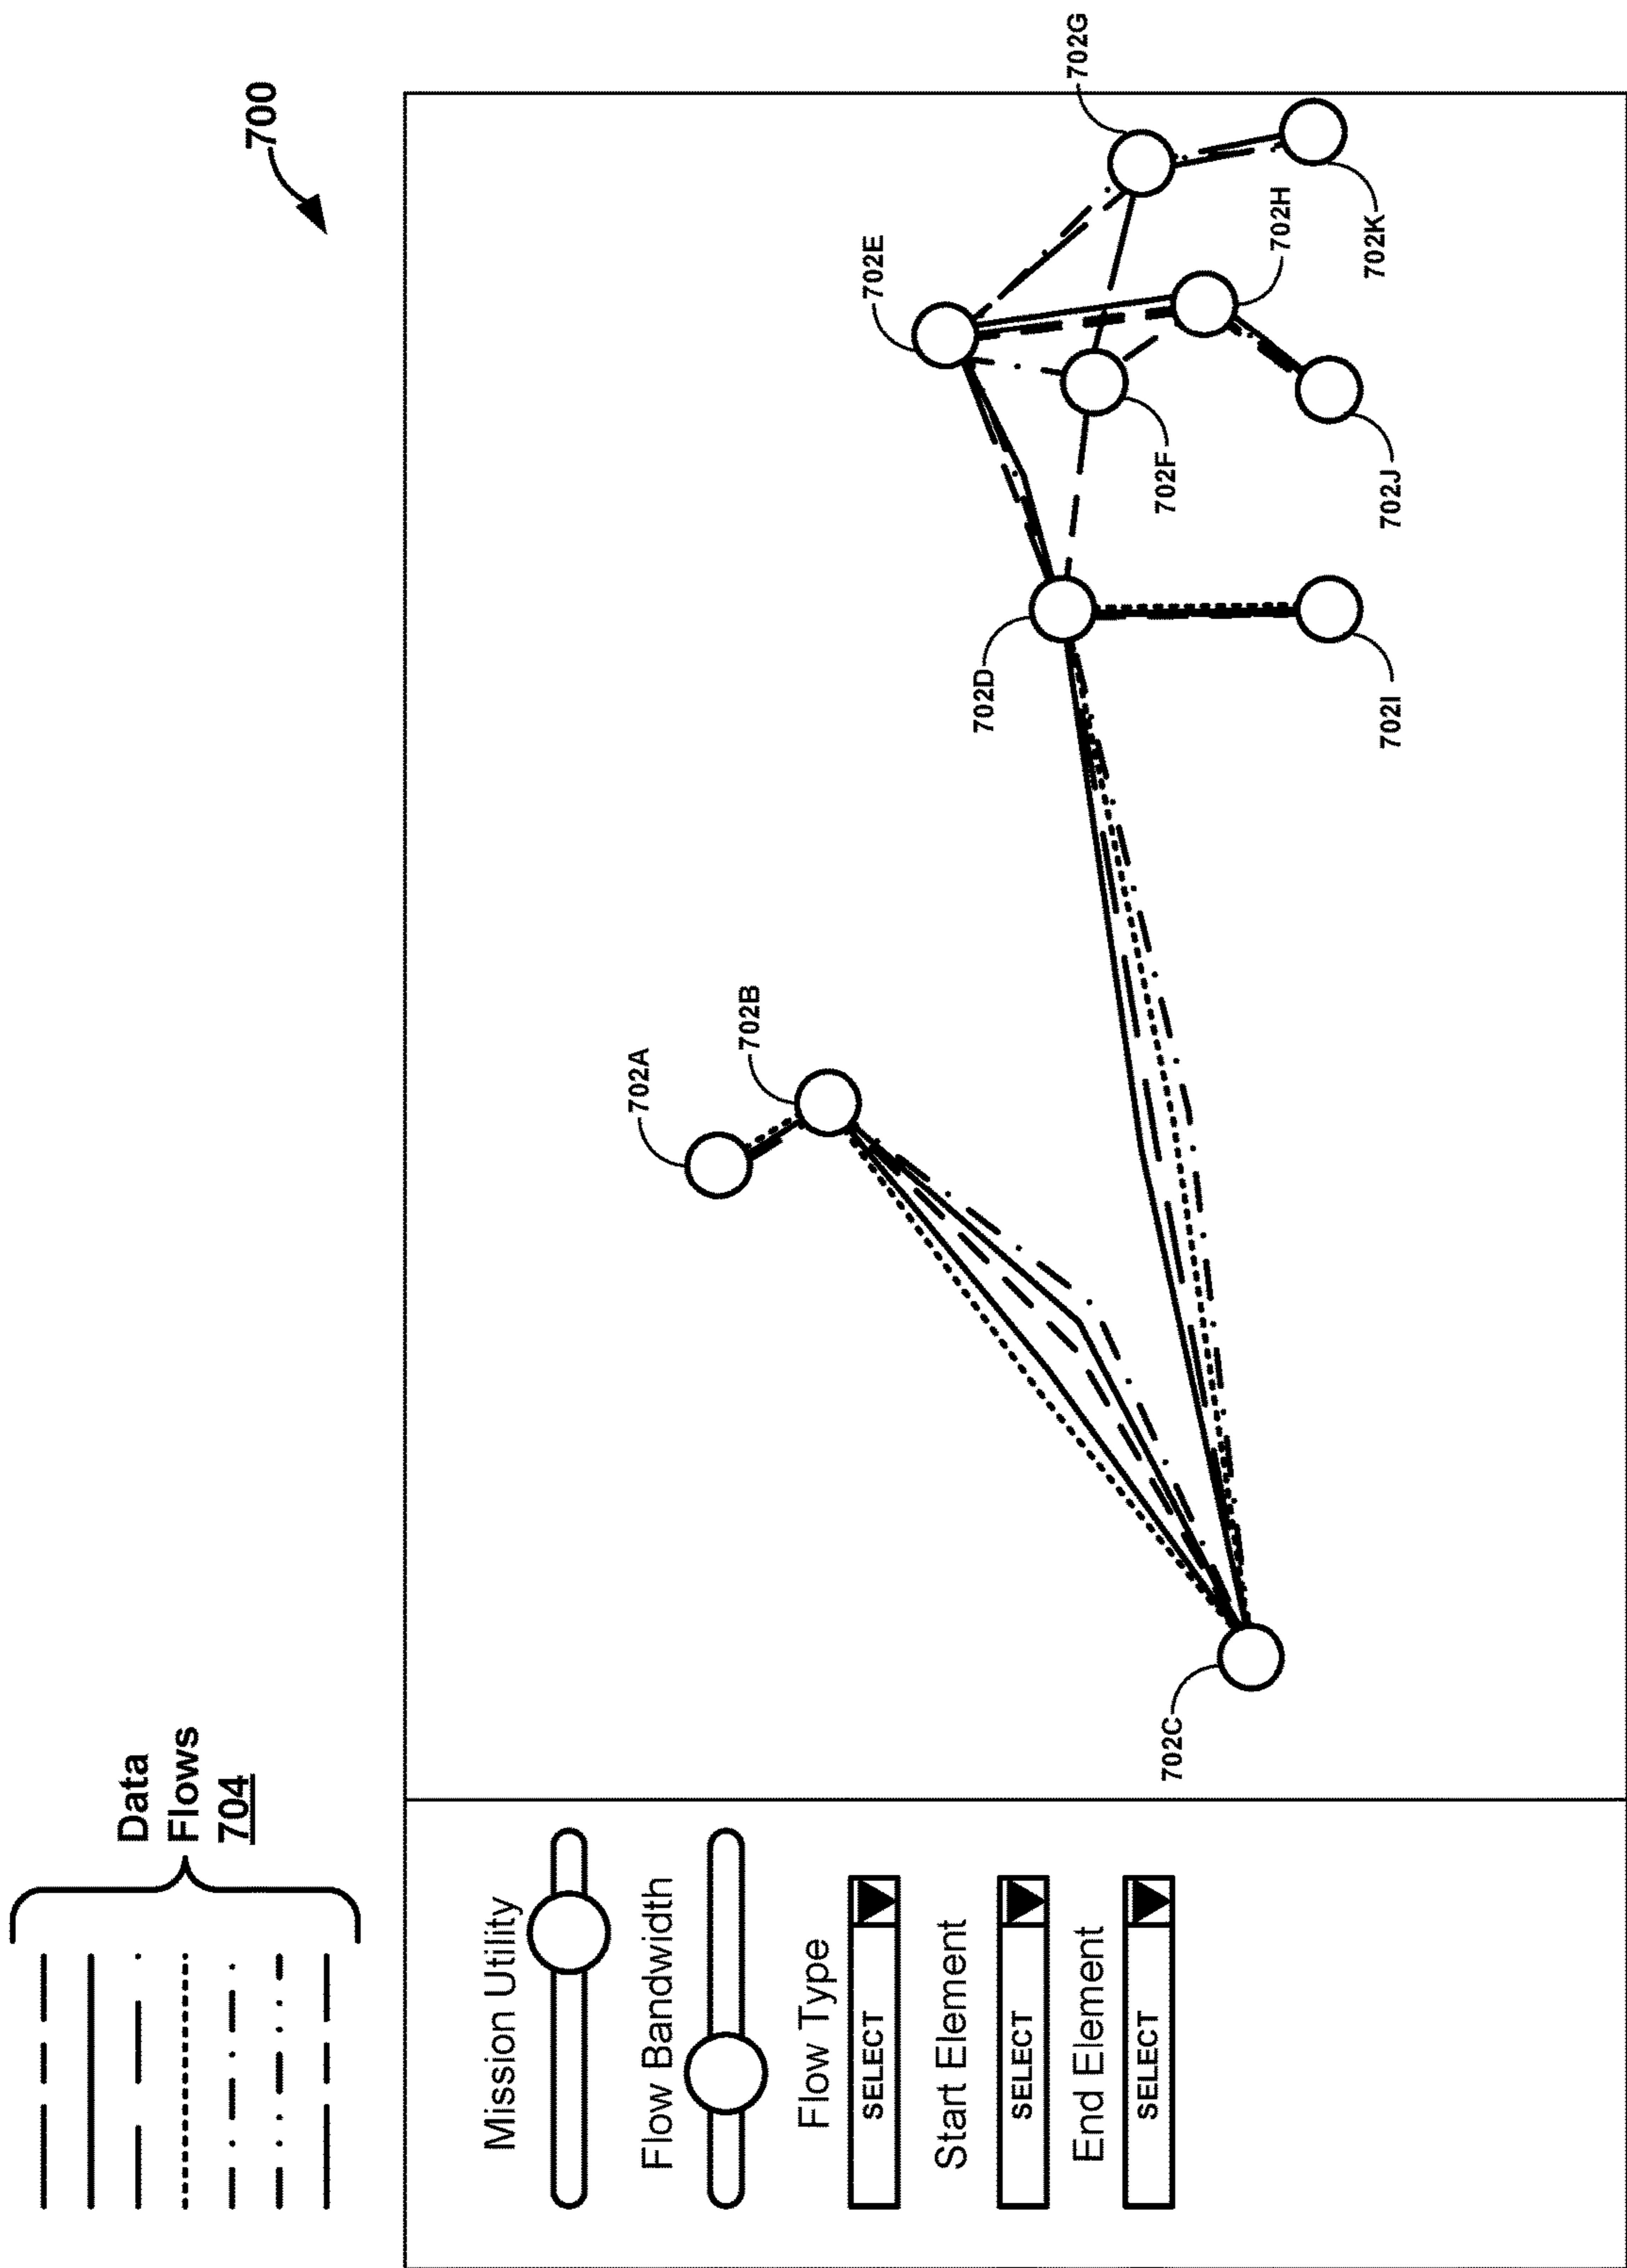 700
Data
Flows
704
Mission Utility
Flow Bandwidth
Flow Type
SELECT
Start Element
SELECT
End Element
SELECT
702A
702B
702C
702D
702E
702F
702G
702H
702I
702J
702K